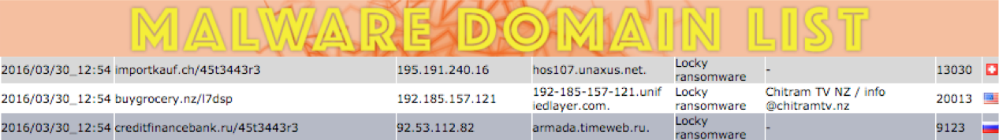 MALWARE DOMAIN LIST
2016/03/30_12:54 importkauf.ch/45t3443r3 195.191.240.16 hos107.unaxus.net. Locky ransomware - 13030
2016/03/30_12:54 buygrocery.nz/l7dsp 192.185.157.121 192-185-157-121.unifiedlayer.com. Locky ransomware Chitram TV NZ / info@chitramtv.nz 20013
2016/03/30_12:54 creditfinancebank.ru/45t3443r3 92.53.112.82 armada.timeweb.ru. Locky ransomware - 9123